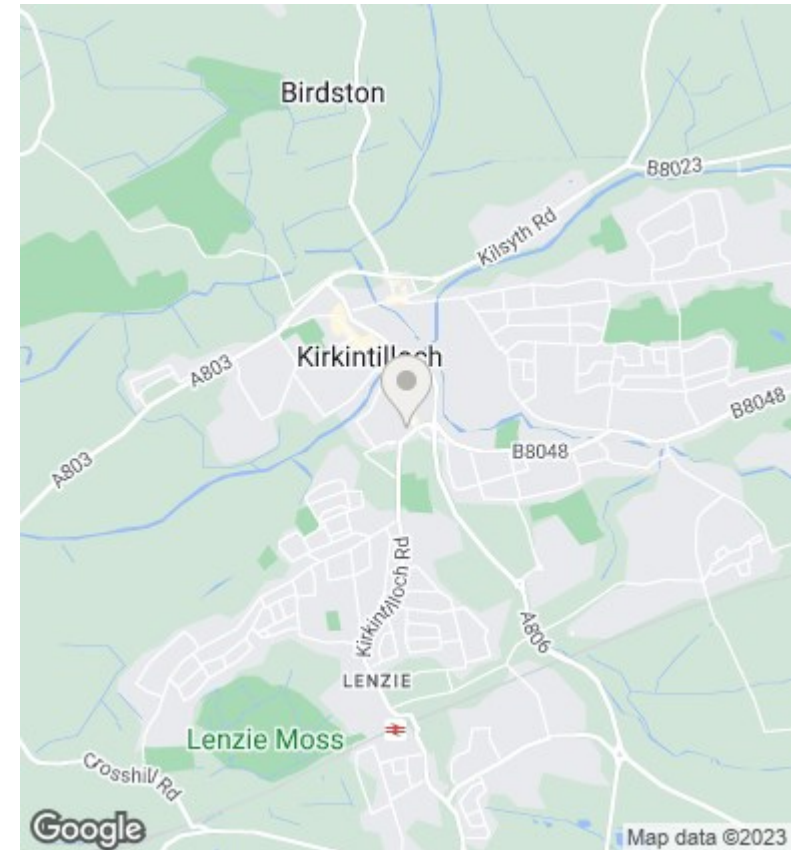 Birdston
B8023
Kilsyth Rd
Kirkintilloch
A803
B8048
A803
B8048
Kirkintilloch Rd
A806
LENZIE
Lenzie Moss
Crosshill Rd
Google
Map data ©2023